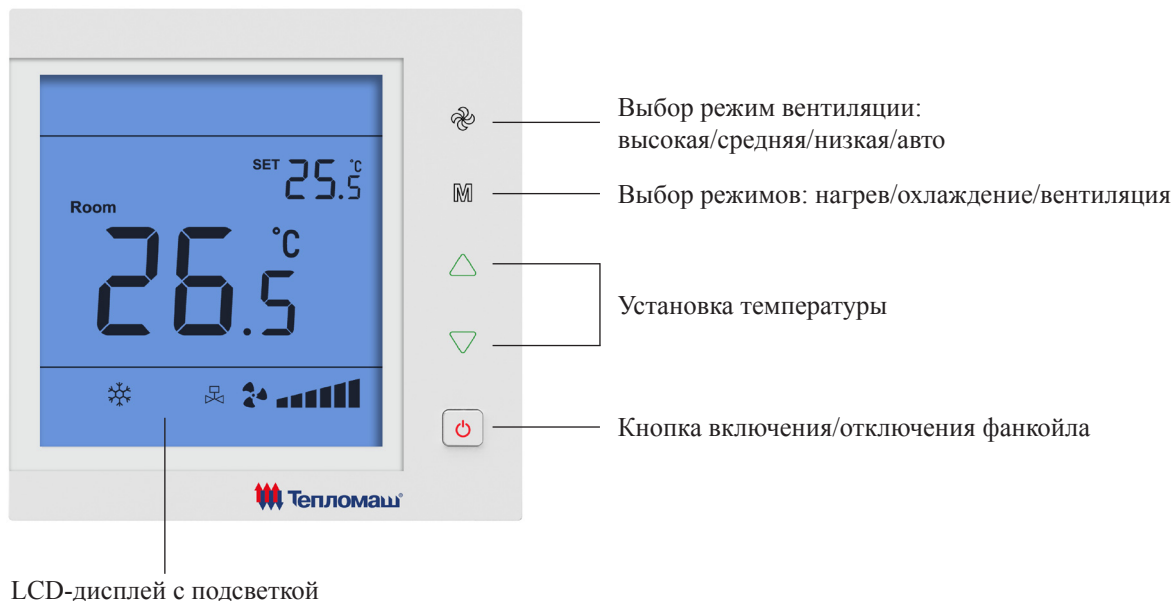 Выбор режим вентиляции:
высокая/средняя/низкая/авто
SET 25.5 °C
Room
26.5 °C
M
Выбор режимов: нагрев/охлаждение/вентиляция
Установка температуры
Кнопка включения/отключения фанкойла
Тепломаш®
LCD-дисплей с подсветкой